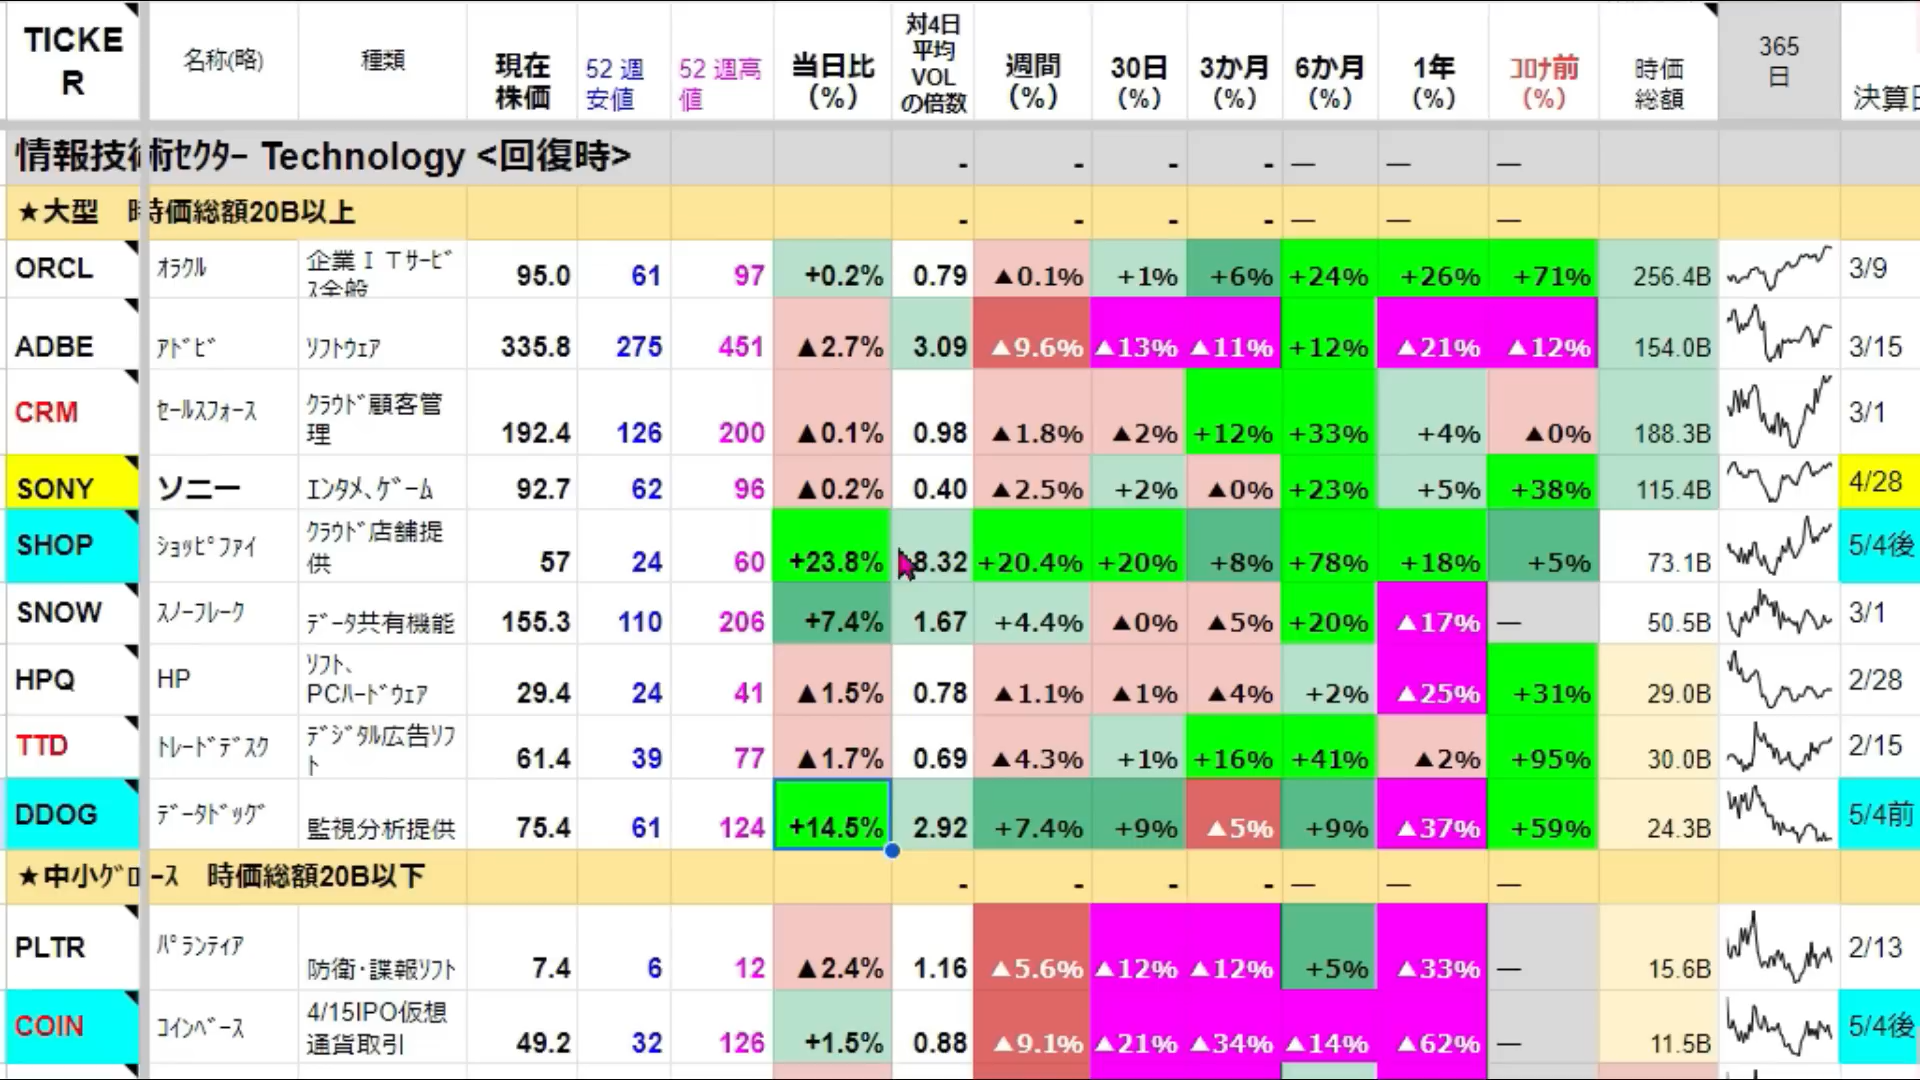 TICKER 名称(略) 種類 現在株価 52 週安値 52 週高値 当日比(%) 対4日平均VOLの倍数 週間(%) 30日(%) 3か月(%) 6か月(%) 1年(%) ｺﾛﾅ前(%) 時価総額 365日 決算日
情報技術ｾｸﾀｰ Technology <回復時> - - - - — — —
★大型 時価総額20B以上 - - - - — — —
ORCL ｵﾗｸﾙ 企業ＩＴｻｰﾋﾞｽ全般 95.0 61 97 +0.2% 0.79 ▲0.1% +1% +6% +24% +26% +71% 256.4B 3/9
ADBE ｱﾄﾞﾋﾞ ｿﾌﾄｳｪｱ 335.8 275 451 ▲2.7% 3.09 ▲9.6% ▲13% ▲11% +12% ▲21% ▲12% 154.0B 3/15
CRM ｾｰﾙｽﾌｫｰｽ ｸﾗｳﾄﾞ顧客管理 192.4 126 200 ▲0.1% 0.98 ▲1.8% ▲2% +12% +33% +4% ▲0% 188.3B 3/1
SONY ソニー ｴﾝﾀﾒ､ｹﾞｰﾑ 92.7 62 96 ▲0.2% 0.40 ▲2.5% +2% ▲0% +23% +5% +38% 115.4B 4/28
SHOP ｼｮｯﾋﾟﾌｧｲ ｸﾗｳﾄﾞ店舗提供 57 24 60 +23.8% 8.32 +20.4% +20% +8% +78% +18% +5% 73.1B 5/4後
SNOW ｽﾉｰﾌﾚｰｸ ﾃﾞｰﾀ共有機能 155.3 110 206 +7.4% 1.67 +4.4% ▲0% ▲5% +20% ▲17% — 50.5B 3/1
HPQ HP ｿﾌﾄ､PCﾊｰﾄﾞｳｪｱ 29.4 24 41 ▲1.5% 0.78 ▲1.1% ▲1% ▲4% +2% ▲25% +31% 29.0B 2/28
TTD ﾄﾚｰﾄﾞﾃﾞｽｸ ﾃﾞｼﾞﾀﾙ広告ｿﾌﾄ 61.4 39 77 ▲1.7% 0.69 ▲4.3% +1% +16% +41% ▲2% +95% 30.0B 2/15
DDOG ﾃﾞｰﾀﾄﾞｯｸﾞ 監視分析提供 75.4 61 124 +14.5% 2.92 +7.4% +9% ▲5% +9% ▲37% +59% 24.3B 5/4前
★中小ｸﾞﾛｰｽ 時価総額20B以下 - - - - — — —
PLTR ﾊﾟﾗﾝﾃｨｱ 防衛･諜報ｿﾌﾄ 7.4 6 12 ▲2.4% 1.16 ▲5.6% ▲12% ▲12% +5% ▲33% — 15.6B 2/13
COIN ｺｲﾝﾍﾞｰｽ 4/15IPO仮想通貨取引 49.2 32 126 +1.5% 0.88 ▲9.1% ▲21% ▲34% ▲14% ▲62% — 11.5B 5/4後